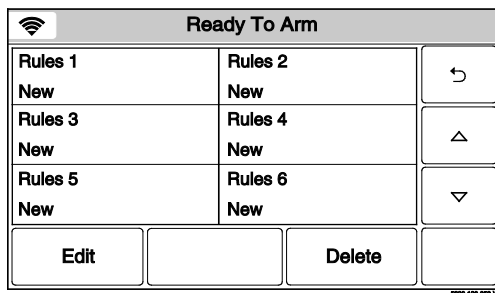 Ready To Arm
Rules 1
New
Rules 2
New
Rules 3
New
Rules 4
New
Rules 5
New
Rules 6
New
Edit
Delete